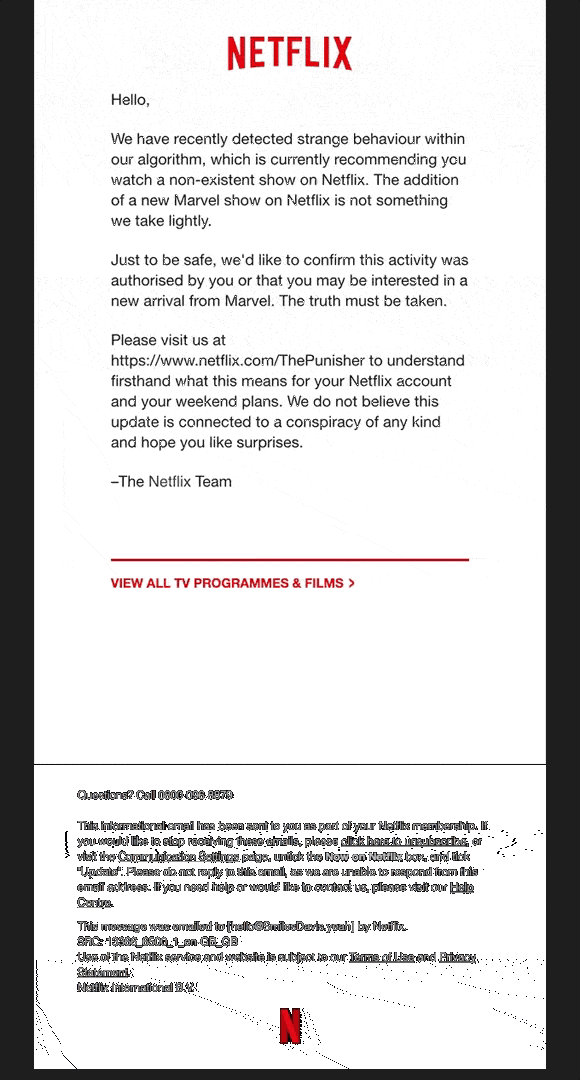 NETFLIX
Hello,
We have recently detected strange behaviour within
our algorithm, which is currently recommending you
watch a non-existent show on Netflix. The addition
of a new Marvel show on Netflix is not something
we take lightly.
Just to be safe, we'd like to confirm this activity was
authorised by you or that you may be interested in a
new arrival from Marvel. The truth must be taken.
Please visit us at
https://www.netflix.com/ThePunisher to understand
firsthand what this means for your Netflix account
and your weekend plans. We do not believe this
update is connected to a conspiracy of any kind
and hope you like surprises.
–The Netflix Team
VIEW ALL TV PROGRAMMES & FILMS >
Questions? Call
This informational email has been sent to you as part of your Netflix membership. If
you would like to stop receiving these emails, please click here to unsubscribe, or
visit the Communication Settings page, untick the Now on Netflix box, and tick
"Update". Please do not reply to this email, as we are unable to respond from this
email address. If you need help or would like to contact us, please visit our Help
Centre.
This message was emailed to by Netflix.
SRC:
Use of the Netflix service and website is subject to our Terms of Use and Privacy
Statement.
Netflix International B.V.
N